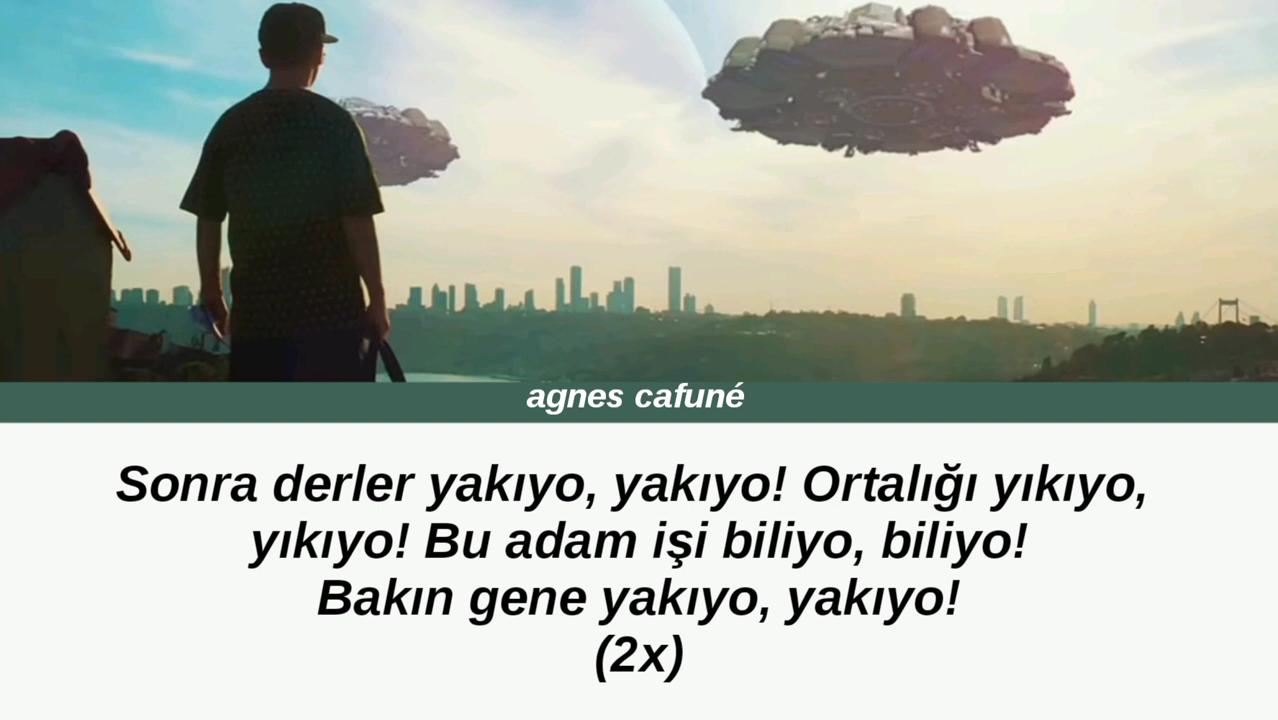 agnes cafuné
Sonra derler yakıyo, yakıyo! Ortalığı yıkıyo,
yıkıyo! Bu adam işi biliyo, biliyo!
Bakın gene yakıyo, yakıyo!
(2x)